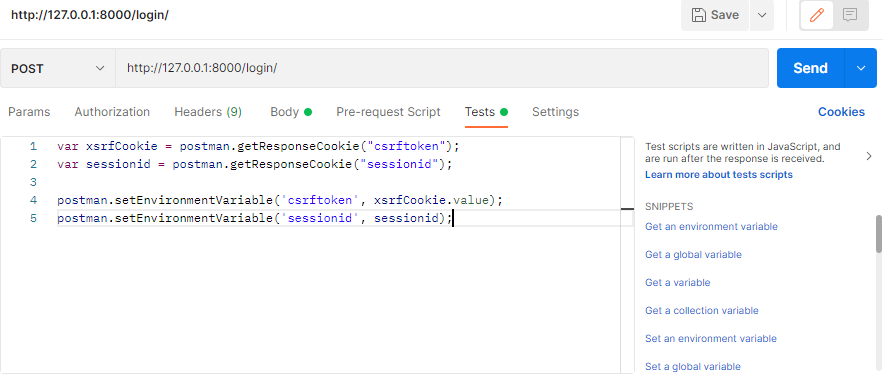 http://127.0.0.1:8000/login/
Save
POST
http://127.0.0.1:8000/login/
Send
Params Authorization Headers (9) Body Pre-request Script Tests Settings Cookies
1 var xsrfCookie = postman.getResponseCookie("csrftoken");
2 var sessionid = postman.getResponseCookie("sessionid");
3
4 postman.setEnvironmentVariable('csrftoken', xsrfCookie.value);
5 postman.setEnvironmentVariable('sessionid', sessionid);
Test scripts are written in JavaScript, and
are run after the response is received.
Learn more about tests scripts
SNIPPETS
Get an environment variable
Get a global variable
Get a variable
Get a collection variable
Set an environment variable
Set a global variable